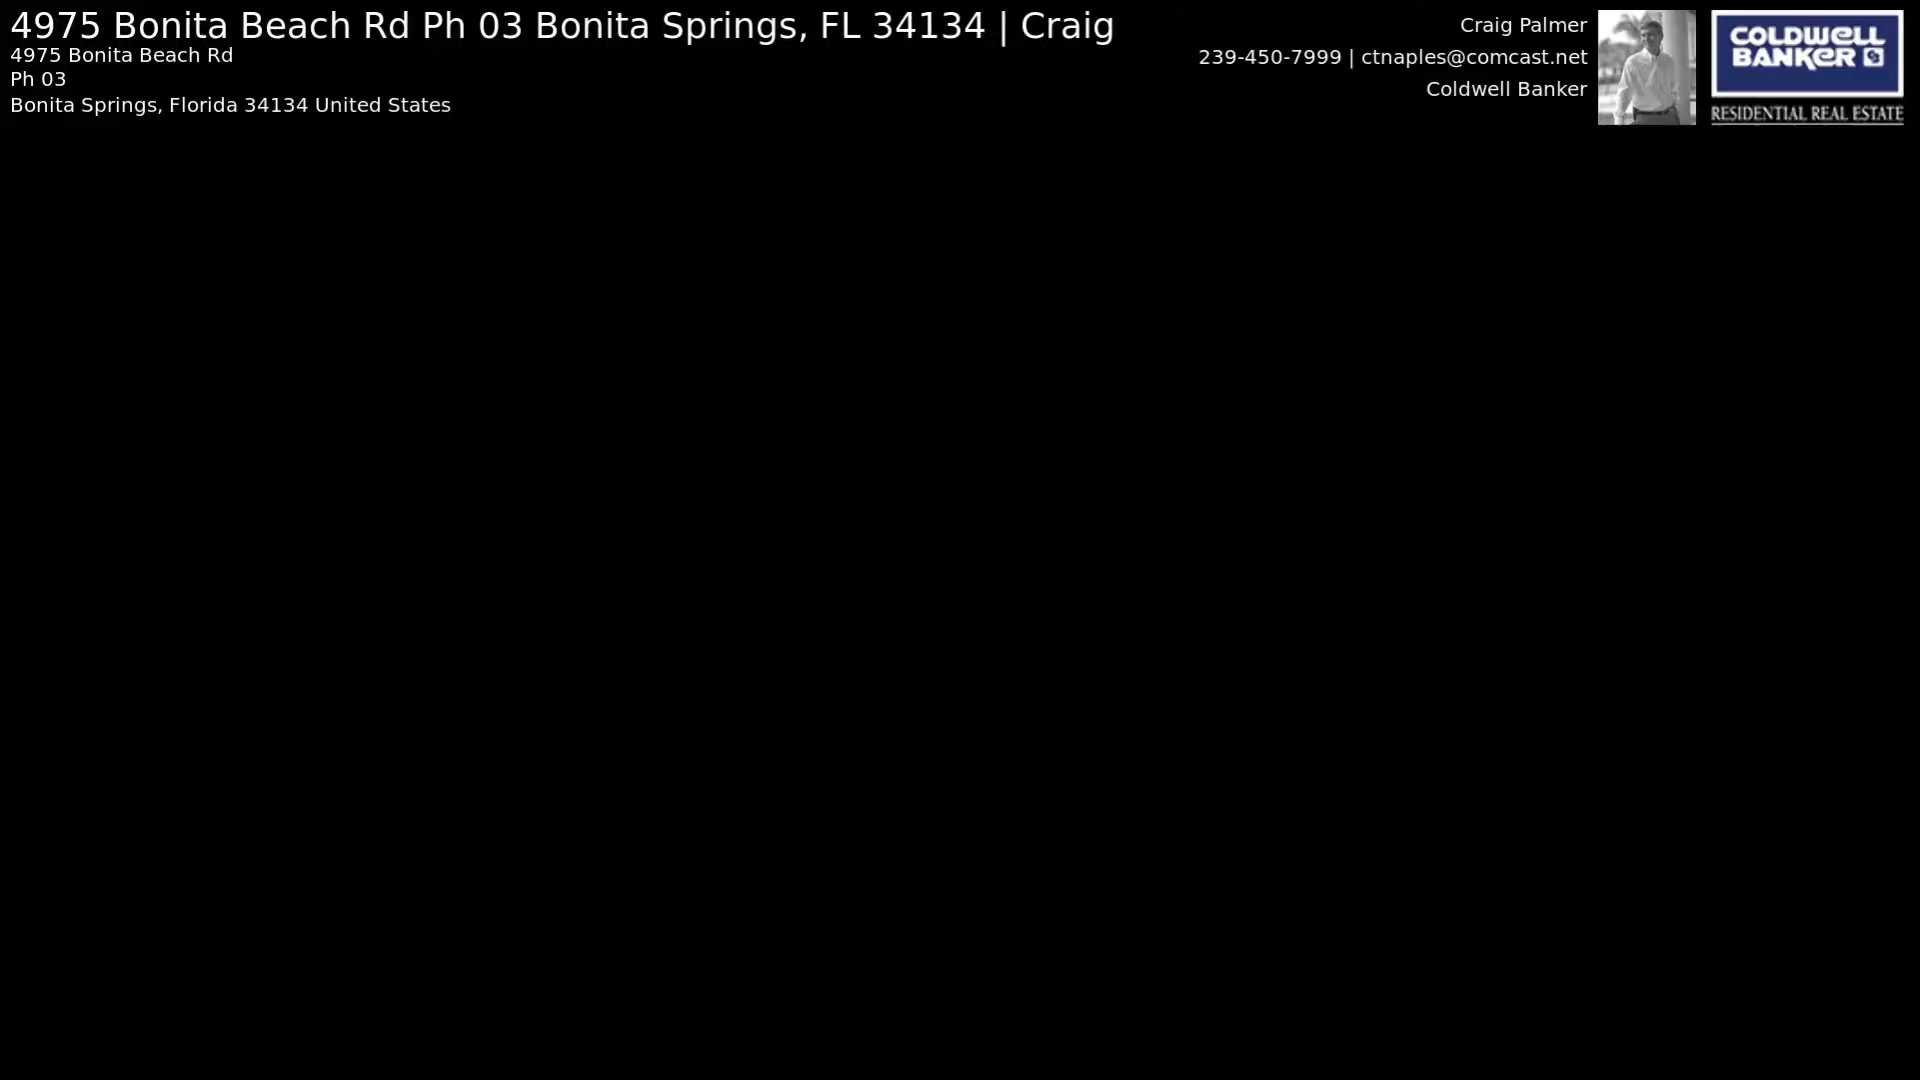 4975 Bonita Beach Rd Ph 03 Bonita Springs, FL 34134 | Craig
4975 Bonita Beach Rd
Ph 03
Bonita Springs, Florida 34134 United States
Craig Palmer
239-450-7999 | ctnaples@comcast.net
Coldwell Banker
COLDWELL
BANKER
RESIDENTIAL REAL ESTATE